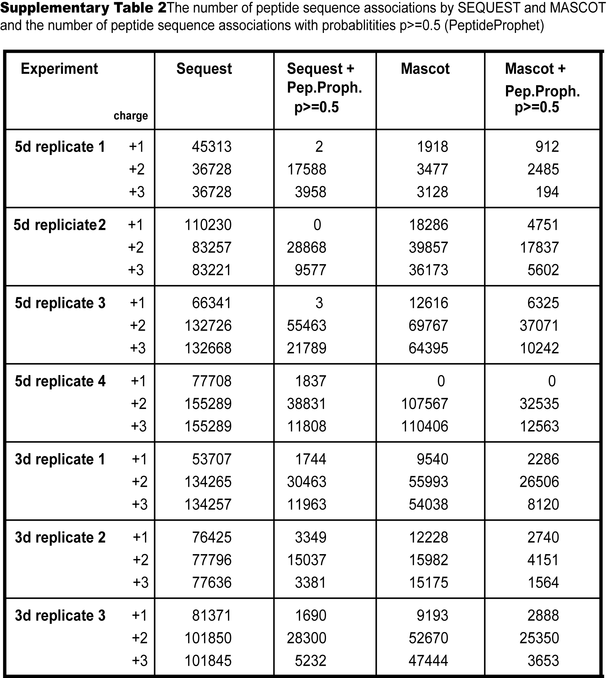 Supplementary Table 2The number of peptide sequence associations by SEQUEST and MASCOT
and the number of peptide sequence associations with probablitities p>=0.5 (PeptideProphet)
Experiment charge Sequest Sequest + Pep.Proph. p>=0.5 Mascot Mascot + Pep.Proph. p>=0.5
5d replicate 1 +1 45313 2 1918 912
+2 36728 17588 3477 2485
+3 36728 3958 3128 194
5d repliciate2 +1 110230 0 18286 4751
+2 83257 28868 39857 17837
+3 83221 9577 36173 5602
5d replicate 3 +1 66341 3 12616 6325
+2 132726 55463 69767 37071
+3 132668 21789 64395 10242
5d replicate 4 +1 77708 1837 0 0
+2 155289 38831 107567 32535
+3 155289 11808 110406 12563
3d replicate 1 +1 53707 1744 9540 2286
+2 134265 30463 55993 26506
+3 134257 11963 54038 8120
3d replicate 2 +1 76425 3349 12228 2740
+2 77796 15037 15982 4151
+3 77636 3381 15175 1564
3d replicate 3 +1 81371 1690 9193 2888
+2 101850 28300 52670 25350
+3 101845 5232 47444 3653